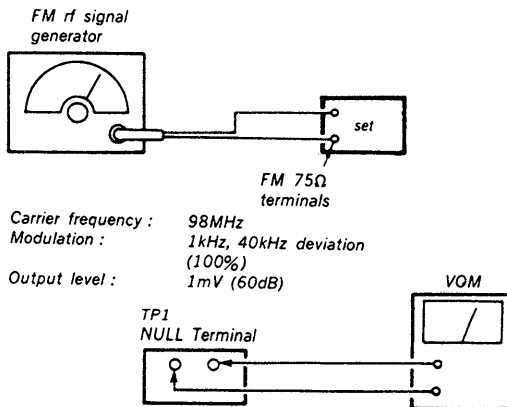 FM rf signal
generator
set
FM 75Ω
terminals
Carrier frequency : 98MHz
Modulation : 1kHz, 40kHz deviation
(100%)
Output level : 1mV (60dB)
VOM
TP1
NULL Terminal